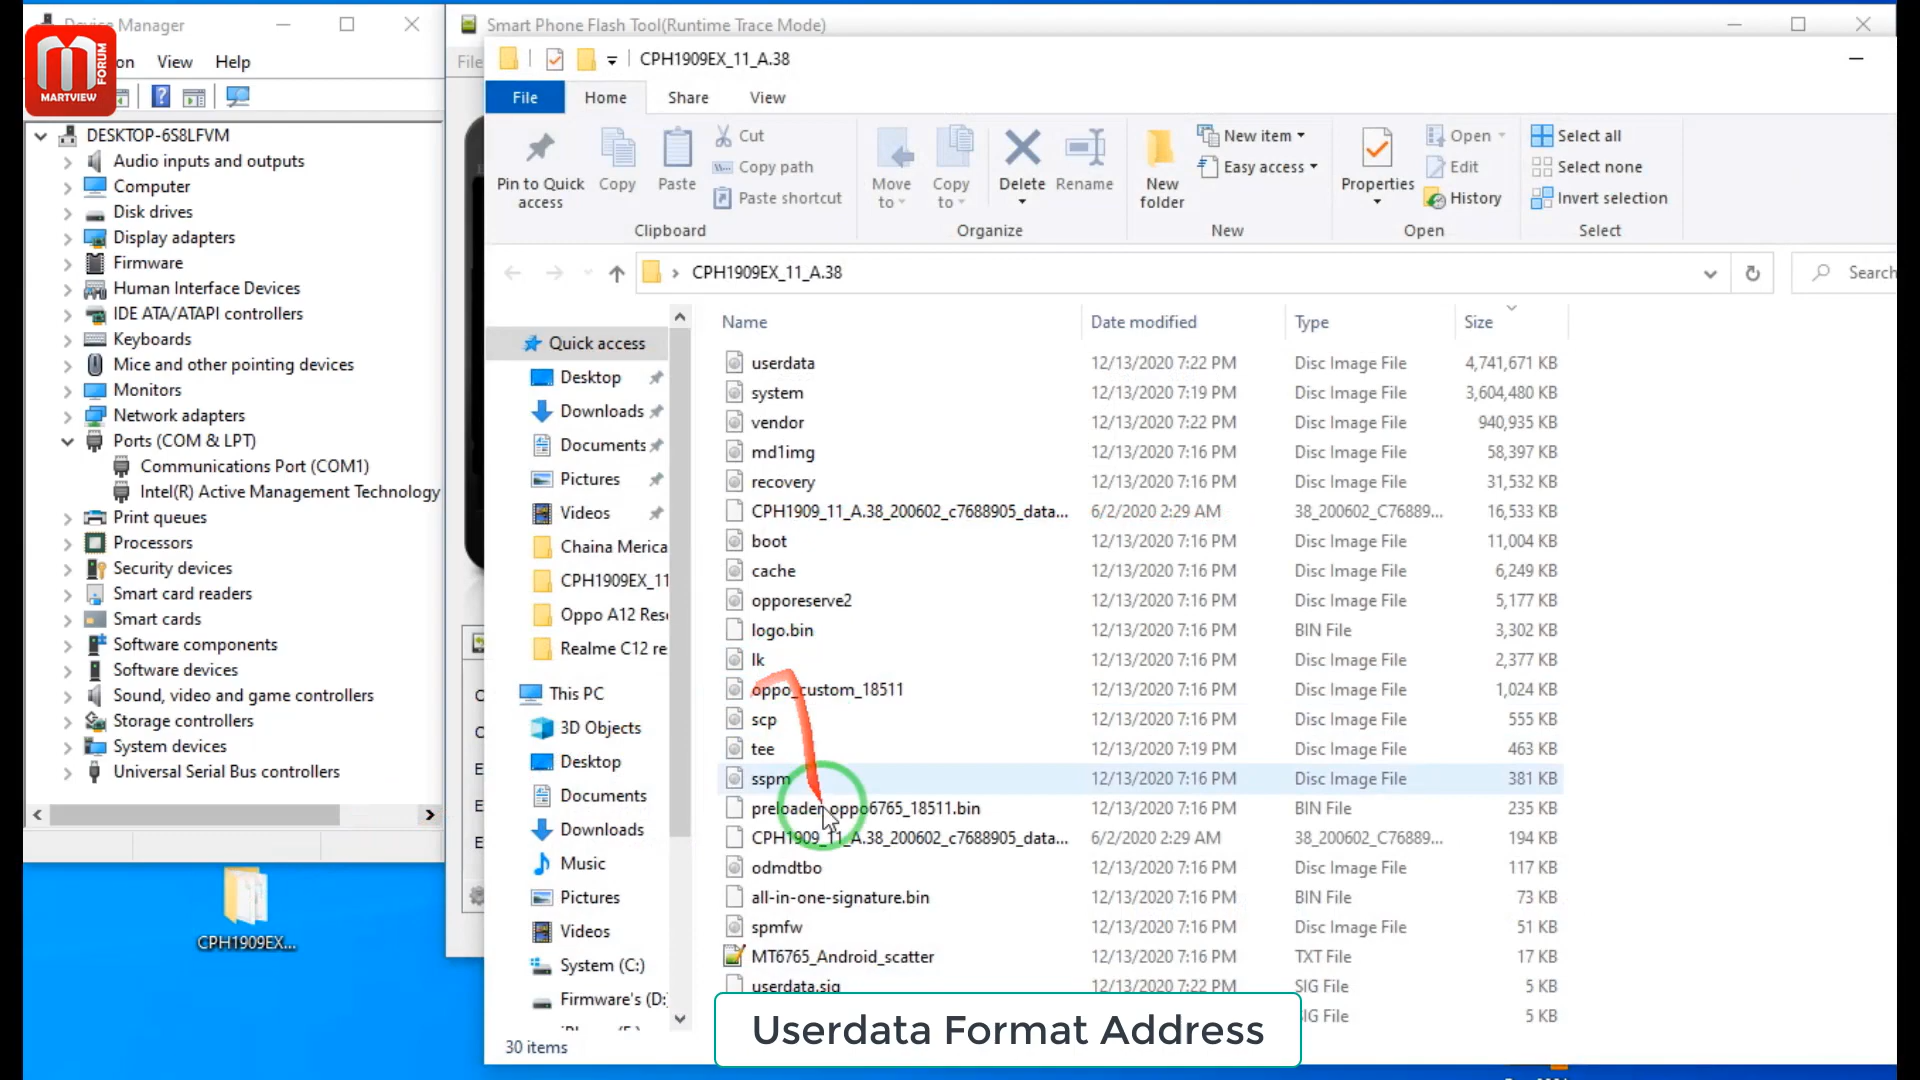 Device Manager
MARTVIEW
FORUM
View
Help
DESKTOP-6S8LFVM
Audio inputs and outputs
Computer
Disk drives
Display adapters
Firmware
Human Interface Devices
IDE ATA/ATAPI controllers
Keyboards
Mice and other pointing devices
Monitors
Network adapters
Ports (COM & LPT)
Communications Port (COM1)
Intel(R) Active Management Technology
Print queues
Processors
Security devices
Smart card readers
Smart cards
Software components
Software devices
Sound, video and game controllers
Storage controllers
System devices
Universal Serial Bus controllers
CPH1909EX...
Smart Phone Flash Tool(Runtime Trace Mode)
File
CPH1909EX_11_A.38
File Home Share View
Pin to Quick access
Copy
Paste
Cut
Copy path
Paste shortcut
Clipboard
Move to
Copy to
Delete
Rename
Organize
New folder
New item
Easy access
New
Properties
Open
Edit
History
Open
Select all
Select none
Invert selection
Select
CPH1909EX_11_A.38
Search
Quick access
Desktop
Downloads
Documents
Pictures
Videos
Chaina Merica
CPH1909EX_11
Oppo A12 Res
Realme C12 re
This PC
3D Objects
Desktop
Documents
Downloads
Music
Pictures
Videos
System (C:)
Firmware's (D:)
Name Date modified Type Size
userdata 12/13/2020 7:22 PM Disc Image File 4,741,671 KB
system 12/13/2020 7:19 PM Disc Image File 3,604,480 KB
vendor 12/13/2020 7:22 PM Disc Image File 940,935 KB
md1img 12/13/2020 7:16 PM Disc Image File 58,397 KB
recovery 12/13/2020 7:16 PM Disc Image File 31,532 KB
CPH1909_11_A.38_200602_c7688905_data... 6/2/2020 2:29 AM 38_200602_C76889... 16,533 KB
boot 12/13/2020 7:16 PM Disc Image File 11,004 KB
cache 12/13/2020 7:16 PM Disc Image File 6,249 KB
opporeserve2 12/13/2020 7:16 PM Disc Image File 5,177 KB
logo.bin 12/13/2020 7:16 PM BIN File 3,302 KB
lk 12/13/2020 7:16 PM Disc Image File 2,377 KB
oppo_custom_18511 12/13/2020 7:16 PM Disc Image File 1,024 KB
scp 12/13/2020 7:16 PM Disc Image File 555 KB
tee 12/13/2020 7:19 PM Disc Image File 463 KB
sspm 12/13/2020 7:16 PM Disc Image File 381 KB
preloader_oppo6765_18511.bin 12/13/2020 7:16 PM BIN File 235 KB
CPH1909_11_A.38_200602_c7688905_data... 6/2/2020 2:29 AM 38_200602_C76889... 194 KB
odmdtbo 12/13/2020 7:16 PM Disc Image File 117 KB
all-in-one-signature.bin 12/13/2020 7:16 PM BIN File 73 KB
spmfw 12/13/2020 7:16 PM Disc Image File 51 KB
MT6765_Android_scatter 12/13/2020 7:16 PM TXT File 17 KB
userdata.sig 12/13/2020 7:22 PM SIG File 5 KB
IG File 5 KB
30 items
Userdata Format Address